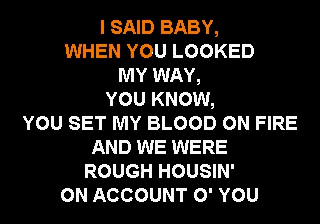 I SAID BABY,
WHEN YOU LOOKED
MY WAY,
YOU KNOW,
YOU SET MY BLOOD ON FIRE
AND WE WERE
ROUGH HOUSIN'
ON ACCOUNT O' YOU